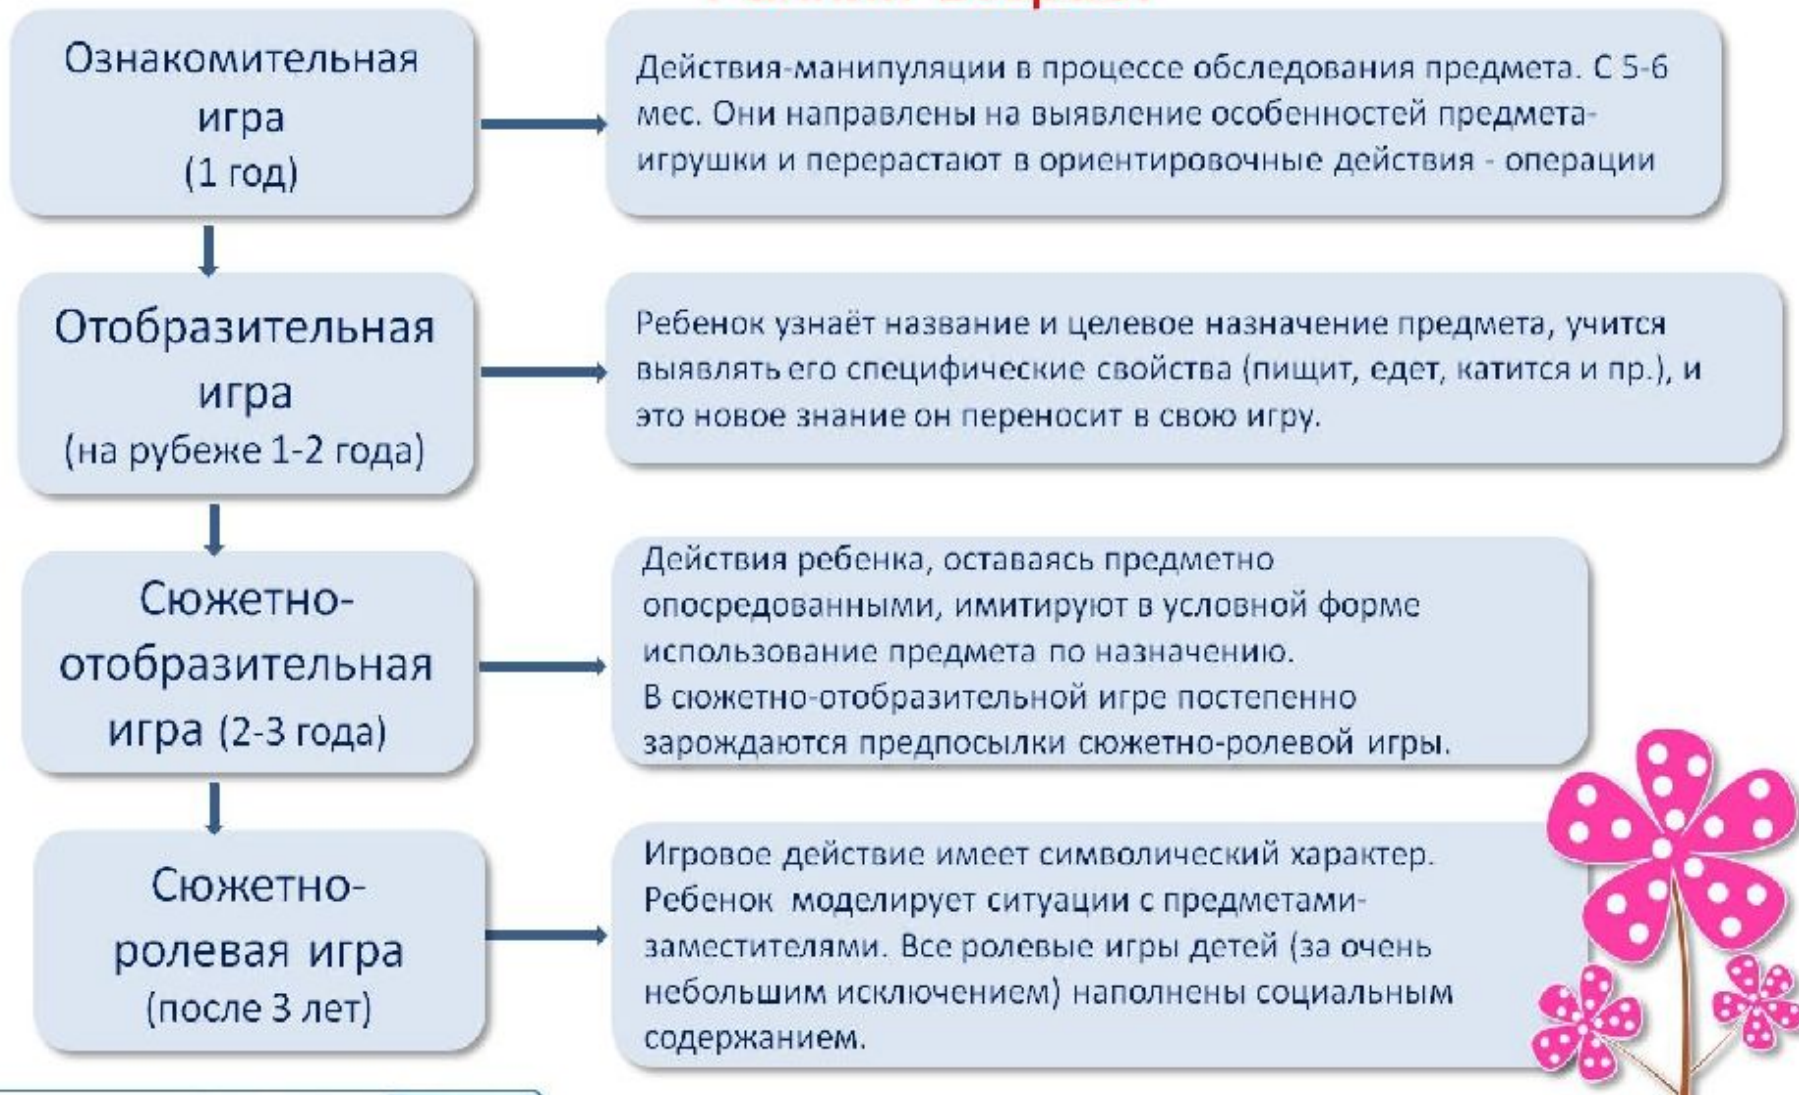 Ознакомительная
игра
(1 год)
Действия-манипуляции в процессе обследования предмета. С 5-6
мес. Они направлены на выявление особенностей предмета-
игрушки и перерастают в ориентировочные действия - операции
Отобразительная
игра
(на рубеже 1-2 года)
Ребенок узнаёт название и целевое назначение предмета, учится
выявлять его специфические свойства (пищит, едет, катится и пр.), и
это новое знание он переносит в свою игру.
Сюжетно-
отобразительная
игра (2-3 года)
Действия ребенка, оставаясь предметно
опосредованными, имитируют в условной форме
использование предмета по назначению.
В сюжетно-отобразительной игре постепенно
зарождаются предпосылки сюжетно-ролевой игры.
Сюжетно-
ролевая игра
(после 3 лет)
Игровое действие имеет символический характер.
Ребенок моделирует ситуации с предметами-
заместителями. Все ролевые игры детей (за очень
небольшим исключением) наполнены социальным
содержанием.